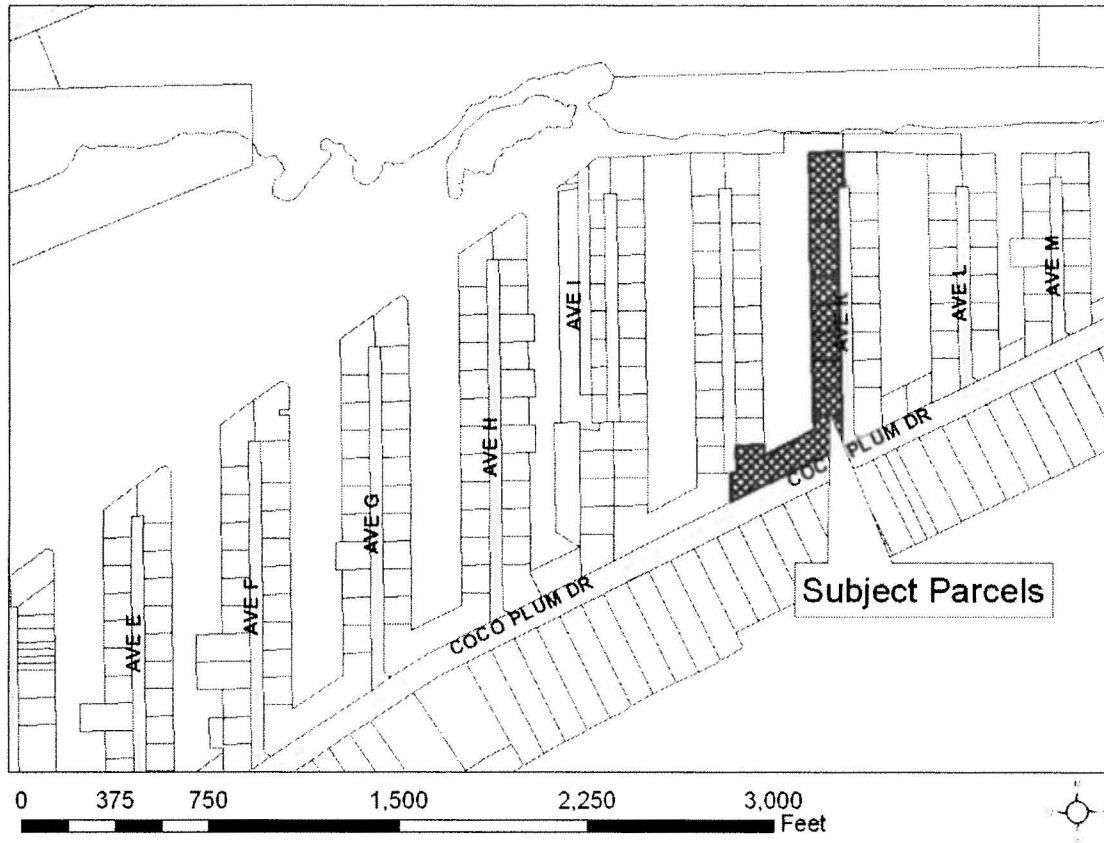 AVE E
AVE F
AVE G
AVE H
AVE I
AVE K
AVE L
AVE M
COCO PLUM DR
COCO PLUM DR
Subject Parcels
0 375 750 1,500 2,250 3,000
Feet